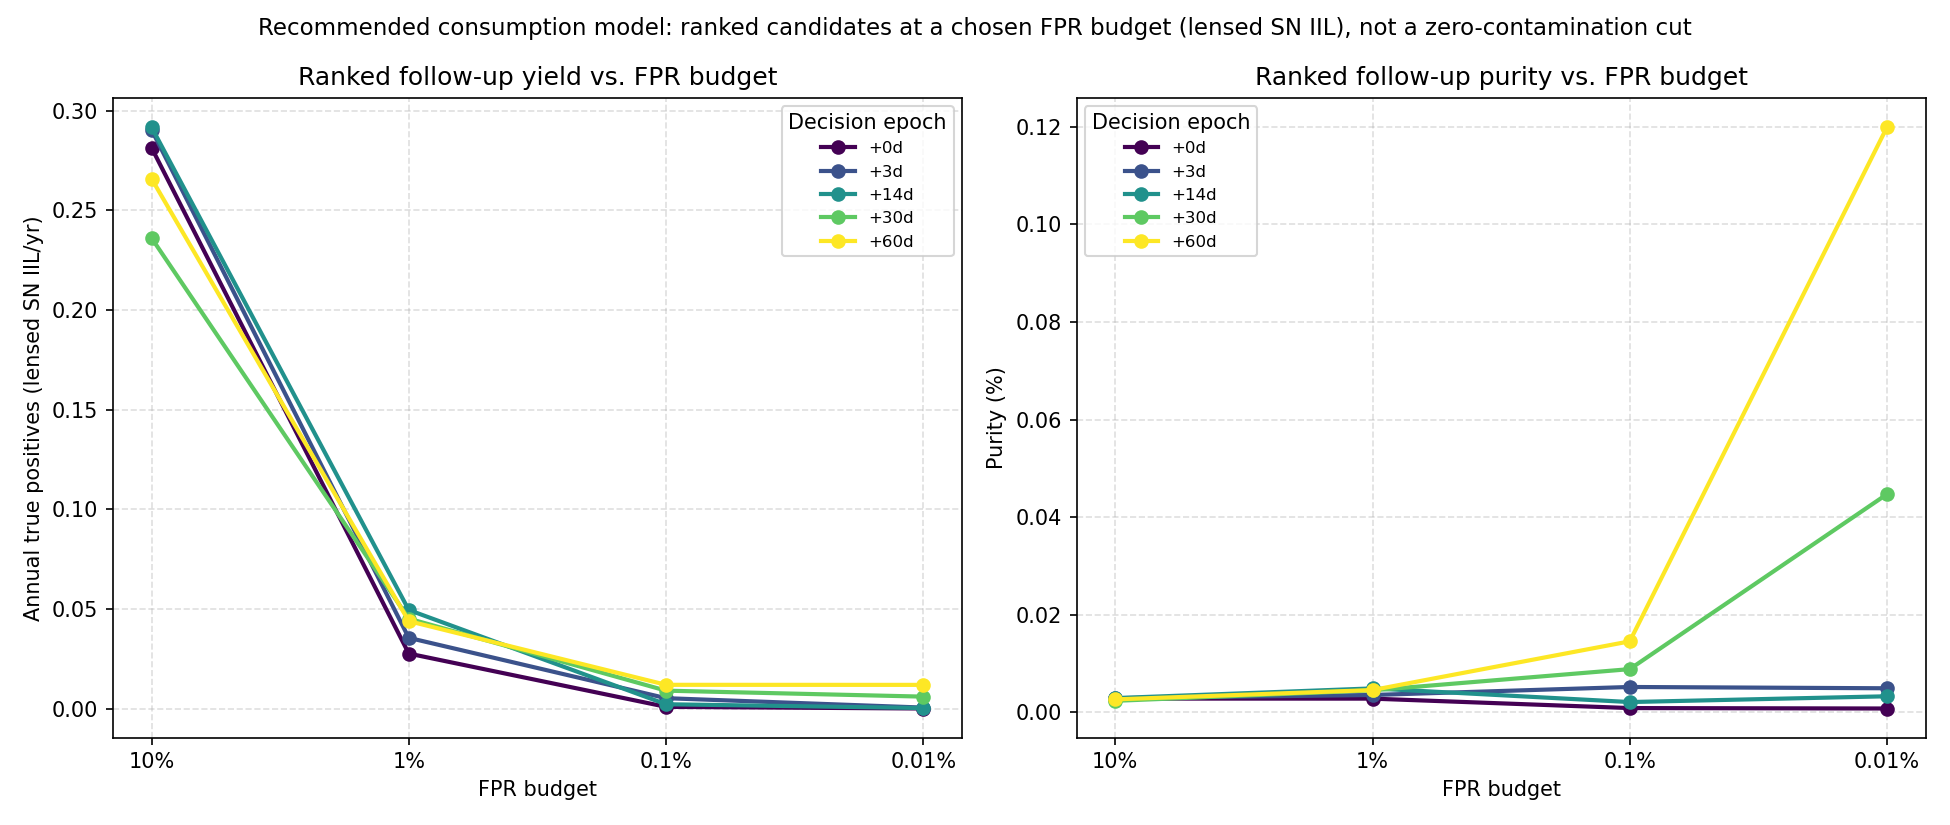 Recommended consumption model: ranked candidates at a chosen FPR budget (lensed SN IIL), not a zero-contamination cut
Ranked follow-up yield vs. FPR budget
Annual true positives (lensed SN IIL/yr)
0.30
0.25
0.20
0.15
0.10
0.05
0.00
10%
1%
0.1%
0.01%
FPR budget
Decision epoch
+0d
+3d
+14d
+30d
+60d
Ranked follow-up purity vs. FPR budget
Purity (%)
0.12
0.10
0.08
0.06
0.04
0.02
0.00
10%
1%
0.1%
0.01%
FPR budget
Decision epoch
+0d
+3d
+14d
+30d
+60d